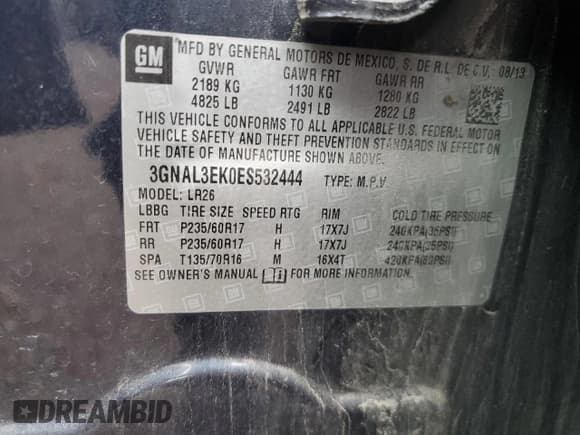 GM
MFD BY GENERAL MOTORS DE MEXICO, S. DE R.L. DE C.V. 08/13
GVWR GAWR FRT GAWR RR
2189 KG 1130 KG 1280 KG
4825 LB 2491 LB 2822 LB
THIS VEHICLE CONFORMS TO ALL APPLICABLE U.S. FEDERAL MOTOR
VEHICLE SAFETY AND THEFT PREVENTION STANDARDS IN EFFECT ON
THE DATE OF MANUFACTURE SHOWN ABOVE.
3GNAL3EK0ES532444 TYPE: M.P.V
MODEL: LR26
LBBG TIRE SIZE SPEED RTG RIM COLD TIRE PRESSURE
FRT P235/60R17 H 17X7J 240KPA(35PSI)
RR P235/60R17 H 17X7J 240KPA(35PSI)
SPA T135/70R16 M 16X4T 420KPA(60PSI)
SEE OWNER'S MANUAL FOR MORE INFORMATION.
DREAMBID